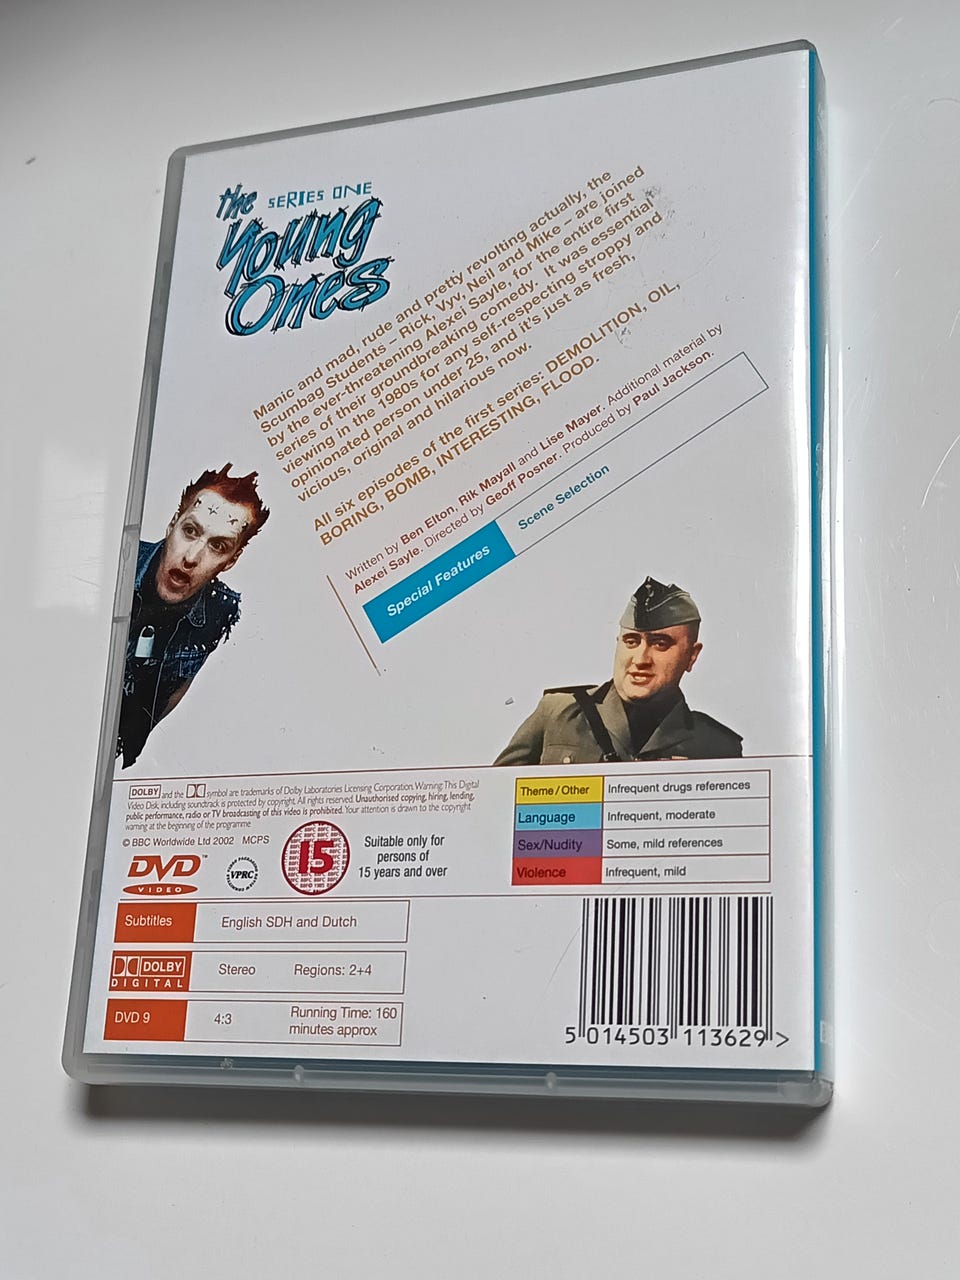 the SERIES ONE
Young
Ones
Manic and mad, rude and pretty revolting actually, the
Scumbag Students – Rick, Vyv, Neil and Mike – are joined
by the ever-threatening Alexei Sayle, for the entire first
series of their groundbreaking comedy. It was essential
viewing in the 1980s for any self-respecting stroppy and
opinionated person under 25, and it's just as fresh,
vicious, original and hilarious now.
All six episodes of the first series: DEMOLITION, OIL,
BORING, BOMB, INTERESTING, FLOOD.
Written by Ben Elton, Rik Mayall and Lise Mayer. Additional material by
Alexei Sayle. Directed by Geoff Posner. Produced by Paul Jackson.
Special Features
Scene Selection
DOLBY and the symbol are trademarks of Dolby Laboratories Licensing Corporation. Warning: This Digital
Video Disk, including soundtrack is protected by copyright. All rights reserved. Unauthorised copying, hiring, lending,
public performance, radio or TV broadcasting of this video is prohibited. Your attention is drawn to the copyright
warning at the beginning of the programme
© BBC Worldwide Ltd 2002 MCPS
DVD™
VIDEO
VPRC
15
Suitable only for
persons of
15 years and over
Theme/Other Infrequent drugs references
Language Infrequent, moderate
Sex/Nudity Some, mild references
Violence Infrequent, mild
Subtitles English SDH and Dutch
DOLBY
DIGITAL
Stereo Regions: 2+4
DVD 9 4:3 Running Time: 160
minutes approx
5 014503 113629 >